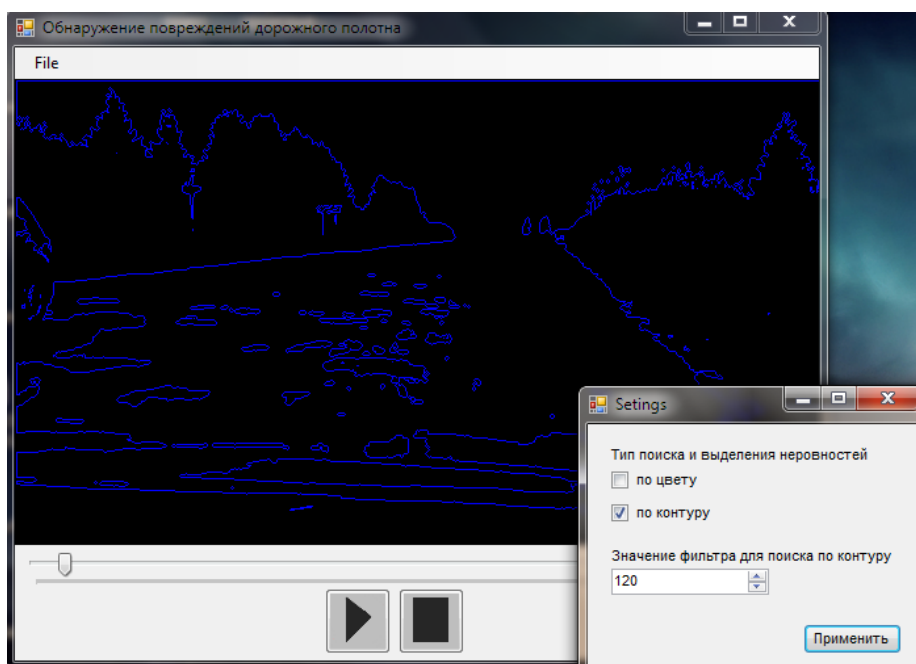 Обнаружение повреждений дорожного полотна
File
Setings
Тип поиска и выделения неровностей
по цвету
по контуру
Значение фильтра для поиска по контуру
120
Применить